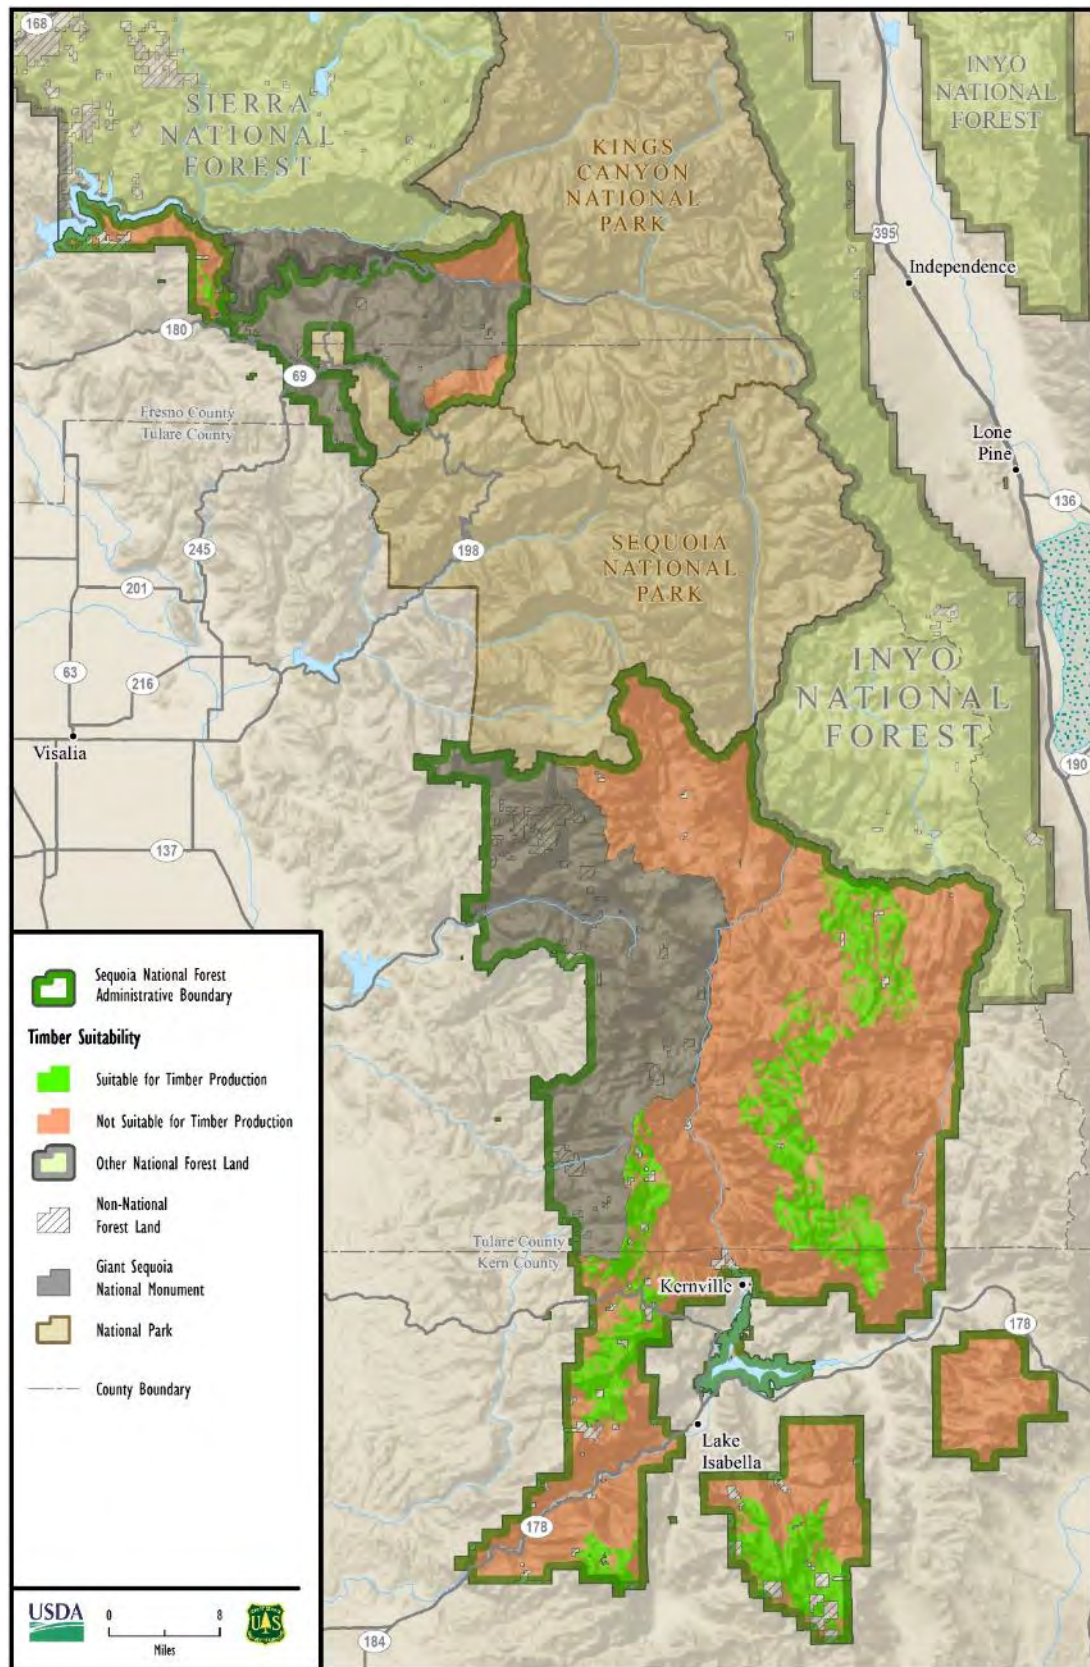 168
SIERRA
NATIONAL
FOREST
KINGS
CANYON
NATIONAL
PARK
INYO
NATIONAL
FOREST
395
Independence
180
69
Fresno County
Tulare County
Lone
Pine
136
245
198
SEQUOIA
NATIONAL
PARK
201
63
216
INYO
NATIONAL
FOREST
Visalia
190
137
Sequoia National Forest
Administrative Boundary
Timber Suitability
Suitable for Timber Production
Not Suitable for Timber Production
Other National Forest Land
Non-National
Forest Land
Giant Sequoia
National Monument
National Park
County Boundary
Tulare County
Kern County
Kernville
178
Lake
Isabella
178
184
USDA
0 8
Miles
U S